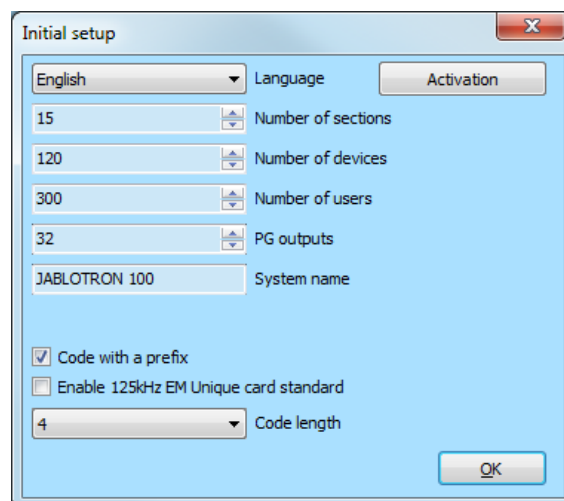 Initial setup
English Language Activation
15 Number of sections
120 Number of devices
300 Number of users
32 PG outputs
JABLOTRON 100 System name
Code with a prefix
Enable 125kHz EM Unique card standard
4 Code length
OK